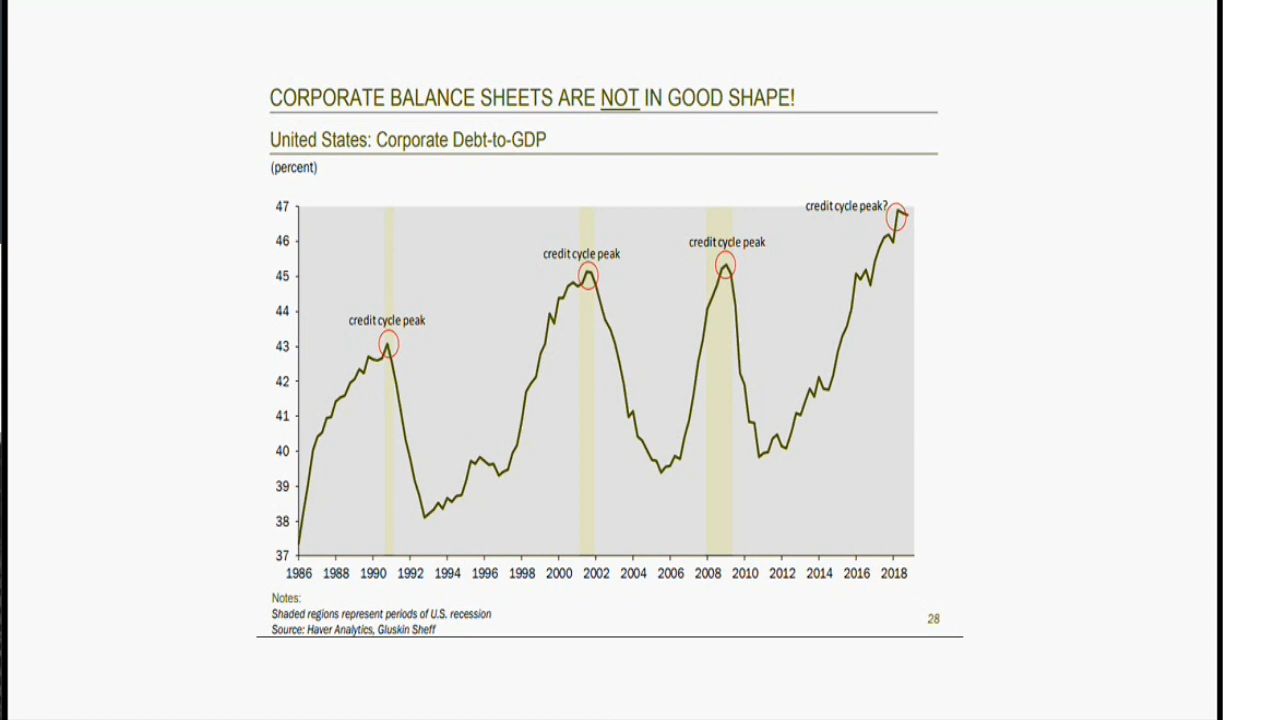 CORPORATE BALANCE SHEETS ARE NOT IN GOOD SHAPE!
United States: Corporate Debt-to-GDP
(percent)
credit cycle peak?
47
46
credit cycle peak
credit cycle peak
45
44
credit cycle peak
43
42
41
40
39
38
37
1986 1988 1990 1992 1994 1996 1998 2000 2002 2004 2006 2008 2010 2012 2014 2016 2018
Notes:
Shaded regions represent periods of U.S. recession
Source: Haver Analytics, Gluskin Sheff
28